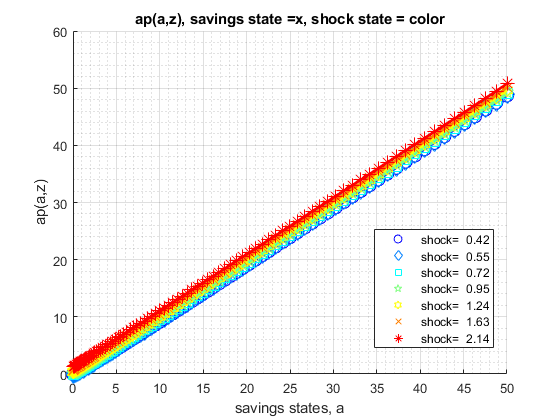 ap(a,z), savings state =x, shock state = color
60
50
40
30
20
10
0
ap(a,z)
shock= 0.42
shock= 0.55
shock= 0.72
shock= 0.95
shock= 1.24
shock= 1.63
shock= 2.14
0 5 10 15 20 25 30 35 40 45 50
savings states, a